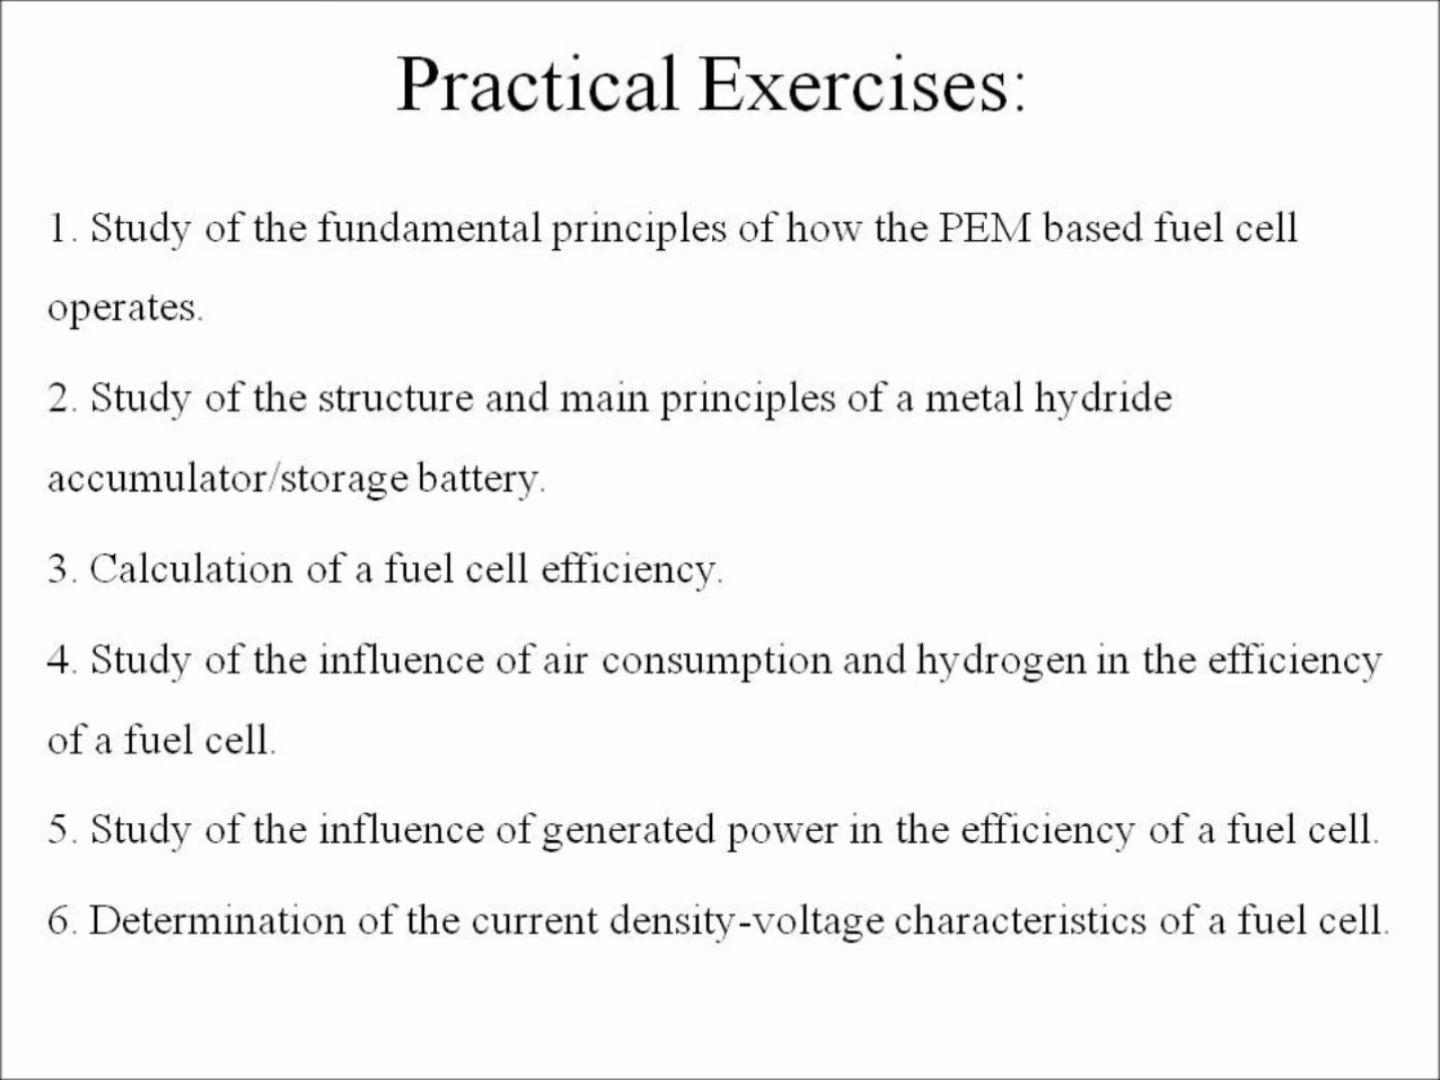 Practical Exercises:
1. Study of the fundamental principles of how the PEM based fuel cell
operates.
2. Study of the structure and main principles of a metal hydride
accumulator/storage battery.
3. Calculation of a fuel cell efficiency.
4. Study of the influence of air consumption and hydrogen in the efficiency
of a fuel cell.
5. Study of the influence of generated power in the efficiency of a fuel cell.
6. Determination of the current density-voltage characteristics of a fuel cell.